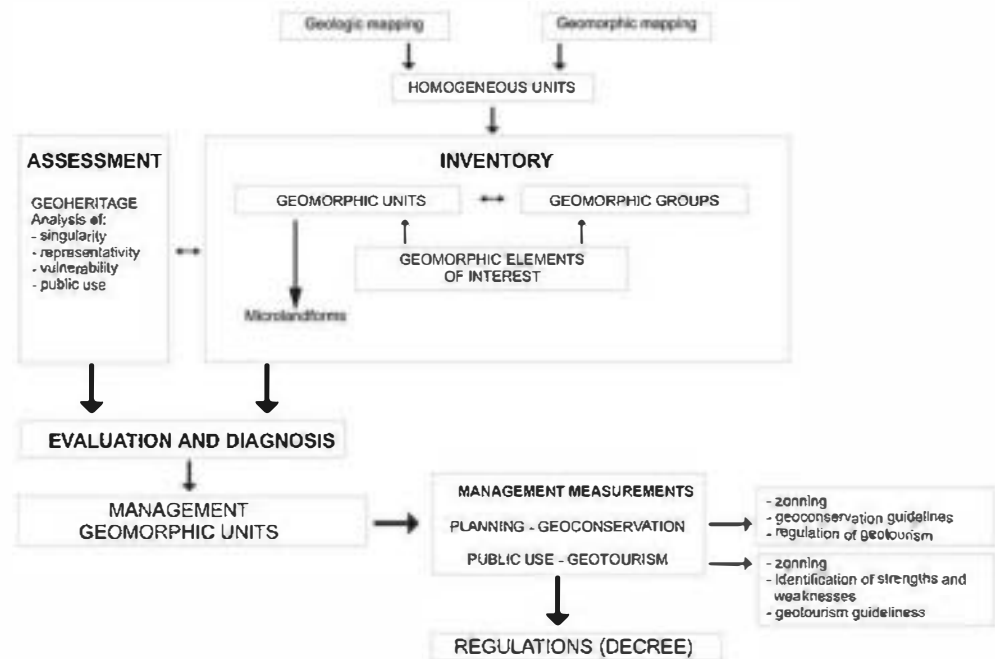 Geologic mapping
Geomorphic mapping
HOMOGENEOUS UNITS
ASSESSMENT
GEOHERITAGE
Analysis of:
- singularity
- representativity
- vulnerability
- public use
INVENTORY
GEOMORPHIC UNITS
GEOMORPHIC GROUPS
GEOMORPHIC ELEMENTS
OF INTEREST
Microlandforms
EVALUATION AND DIAGNOSIS
MANAGEMENT
GEOMORPHIC UNITS
MANAGEMENT MEASUREMENTS
PLANNING - GEOCONSERVATION
PUBLIC USE - GEOTOURISM
- zonning
- geoconservation guidelines
- regulation of geotourism
- zonning
- Identification of strengths and
weaknesses
- geotourism guideliness
REGULATIONS (DECREE)